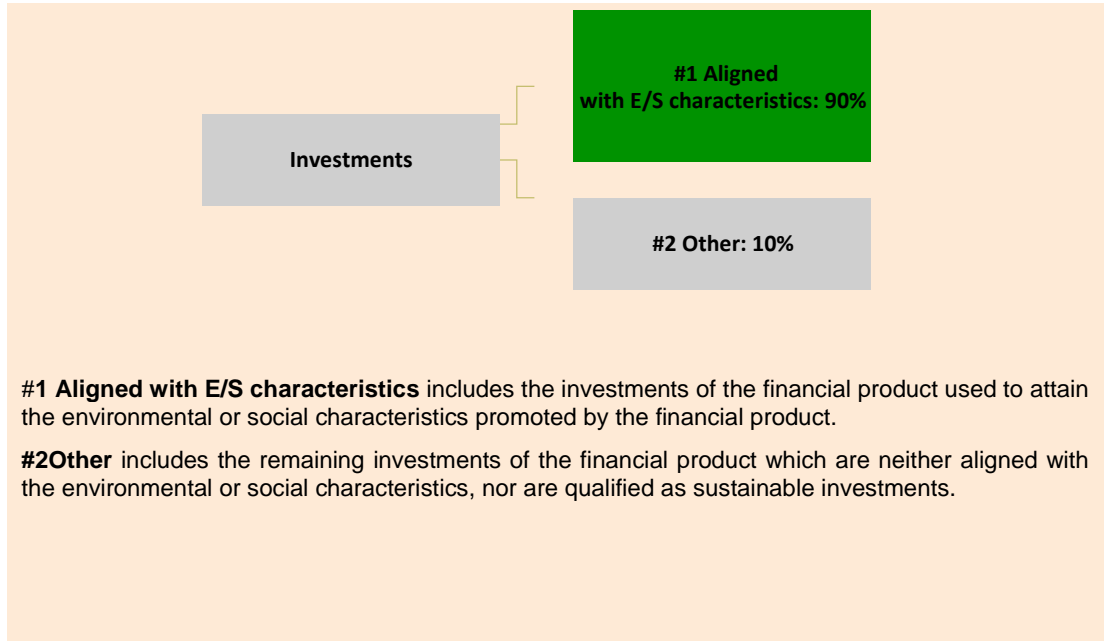 #1 Aligned
with E/S characteristics: 90%
Investments
#2 Other: 10%
#1 Aligned with E/S characteristics includes the investments of the financial product used to attain
the environmental or social characteristics promoted by the financial product.
#2Other includes the remaining investments of the financial product which are neither aligned with
the environmental or social characteristics, nor are qualified as sustainable investments.